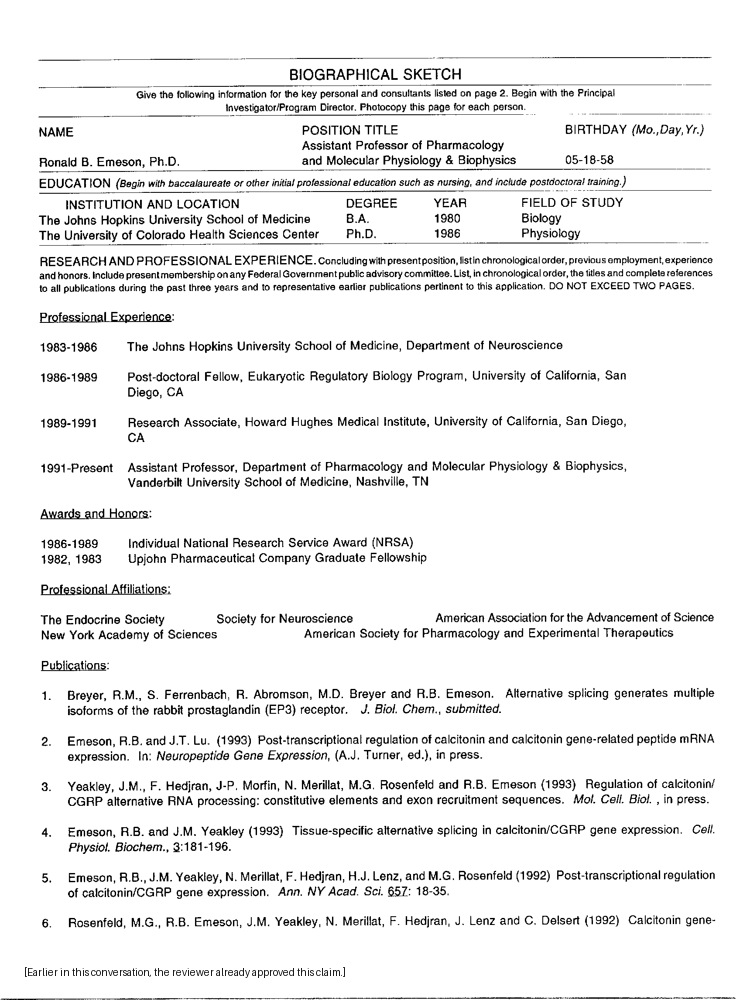 BIOGRAPHICAL SKETCH
Give the following information for the key personal and consultants listed on page 2. Begin with the Principal
Investigator/Program Director. Photocopy this page for each person.
NAME POSITION TITLE BIRTHDAY (Mo.,Day,Yr.)
Assistant Professor of Pharmacology
Ronald B. Emeson, Ph.D. and Molecular Physiology & Biophysics 05-18-58
EDUCATION (Begin with baccalaureate or other initial professional education such as nursing, and include postdoctoral training.)
INSTITUTION AND LOCATION DEGREE YEAR FIELD OF STUDY
The Johns Hopkins University School of Medicine B.A. 1980 Biology
The University of Colorado Health Sciences Center Ph.D. 1986 Physiology
RESEARCH AND PROFESSIONAL EXPERIENCE. Concluding with present position, list in chronological order, previous employment, experience
and honors. Include present membership on any Federal Government public advisory committee. List, in chronological order, the titles and complete references
to all publications during the past three years and to representative earlier publications pertinent to this application. DO NOT EXCEED TWO PAGES.
Professional Experience:
1983-1986 The Johns Hopkins University School of Medicine, Department of Neuroscience
1986-1989 Post-doctoral Fellow, Eukaryotic Regulatory Biology Program, University of California, San
Diego, CA
1989-1991 Research Associate, Howard Hughes Medical Institute, University of California, San Diego,
CA
1991-Present Assistant Professor, Department of Pharmacology and Molecular Physiology & Biophysics,
Vanderbilt University School of Medicine, Nashville, TN
Awards and Honors:
1986-1989 Individual National Research Service Award (NRSA)
1982, 1983 Upjohn Pharmaceutical Company Graduate Fellowship
Professional Affiliations:
The Endocrine Society Society for Neuroscience American Association for the Advancement of Science
New York Academy of Sciences American Society for Pharmacology and Experimental Therapeutics
Publications:
1. Breyer, R.M., S. Ferrenbach, R. Abromson, M.D. Breyer and R.B. Emeson. Alternative splicing generates multiple
isoforms of the rabbit prostaglandin (EP3) receptor. J. Biol. Chem., submitted.
2. Emeson, R.B. and J.T. Lu. (1993) Post-transcriptional regulation of calcitonin and calcitonin gene-related peptide mRNA
expression. In: Neuropeptide Gene Expression, (A.J. Turner, ed.), in press.
3. Yeakley, J.M., F. Hedjran, J-P. Morfin, N. Merillat, M.G. Rosenfeld and R.B. Emeson (1993) Regulation of calcitonin/
CGRP alternative RNA processing: constitutive elements and exon recruitment sequences. Mol. Cell. Biol. , in press.
4. Emeson, R.B. and J.M. Yeakley (1993) Tissue-specific alternative splicing in calcitonin/CGRP gene expression. Cell.
Physiol. Biochem., 3:181-196.
5. Emeson, R.B., J.M. Yeakley, N. Merillat, F. Hedjran, H.J. Lenz, and M.G. Rosenfeld (1992) Post-transcriptional regulation
of calcitonin/CGRP gene expression. Ann. NY Acad. Sci. 657: 18-35.
6. Rosenfeld, M.G., R.B. Emeson, J.M. Yeakley, N. Merillat, F. Hedjran, J. Lenz and C. Delsert (1992) Calcitonin gene-
[Earlier in this conversation, the reviewer already approved this claim.]